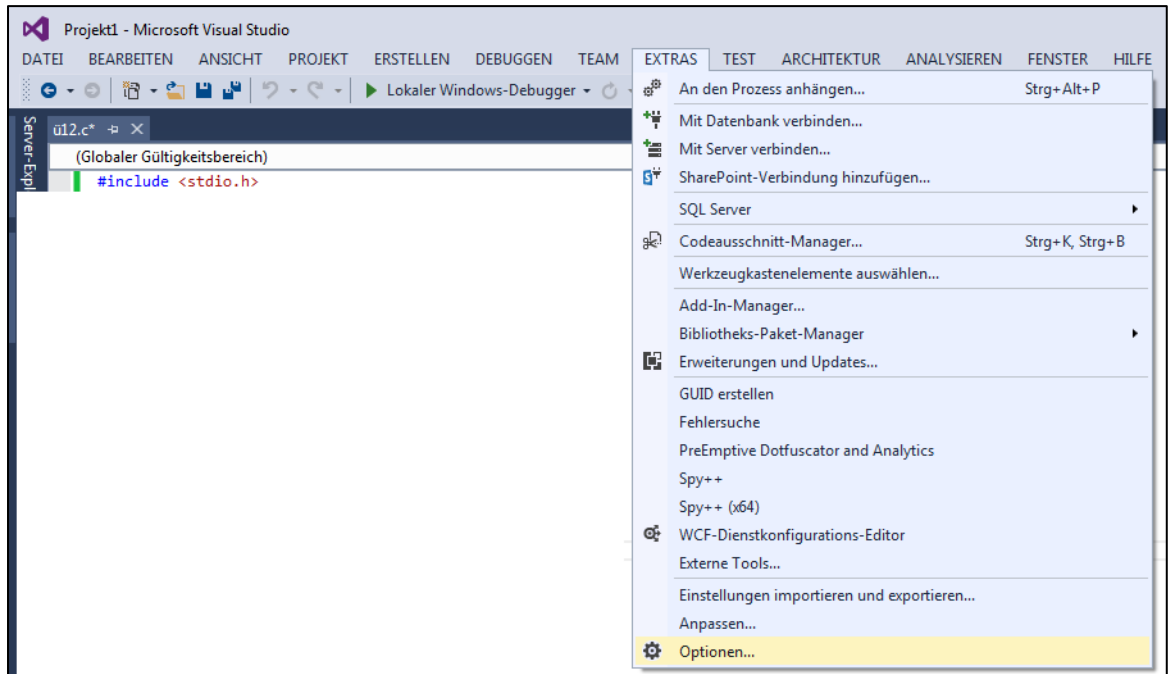 Projekt1 - Microsoft Visual Studio
DATEI BEARBEITEN ANSICHT PROJEKT ERSTELLEN DEBUGGEN TEAM EXTRAS TEST ARCHITEKTUR ANALYSIEREN FENSTER HILFE
Lokaler Windows-Debugger
Server-Expl
ü12.c*
(Globaler Gültigkeitsbereich)
#include <stdio.h>
An den Prozess anhängen... Strg+Alt+P
Mit Datenbank verbinden...
Mit Server verbinden...
SharePoint-Verbindung hinzufügen...
SQL Server
Codeausschnitt-Manager... Strg+K, Strg+B
Werkzeugkastenelemente auswählen...
Add-In-Manager...
Bibliotheks-Paket-Manager
Erweiterungen und Updates...
GUID erstellen
Fehlersuche
PreEmptive Dotfuscator and Analytics
Spy++
Spy++ (x64)
WCF-Dienstkonfigurations-Editor
Externe Tools...
Einstellungen importieren und exportieren...
Anpassen...
Optionen...